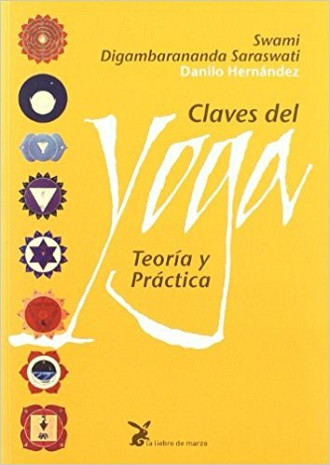 Swami
Digambarananda Saraswati
Danilo Hernández
Claves del
Yoga
Teoría y
Práctica
la liebre de marzo